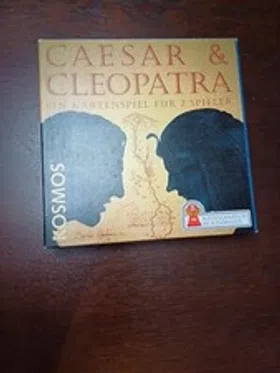 CAESAR &
CLEOPATRA
EIN KARTENSPIEL FÜR 2 SPIELER
KOSMOS